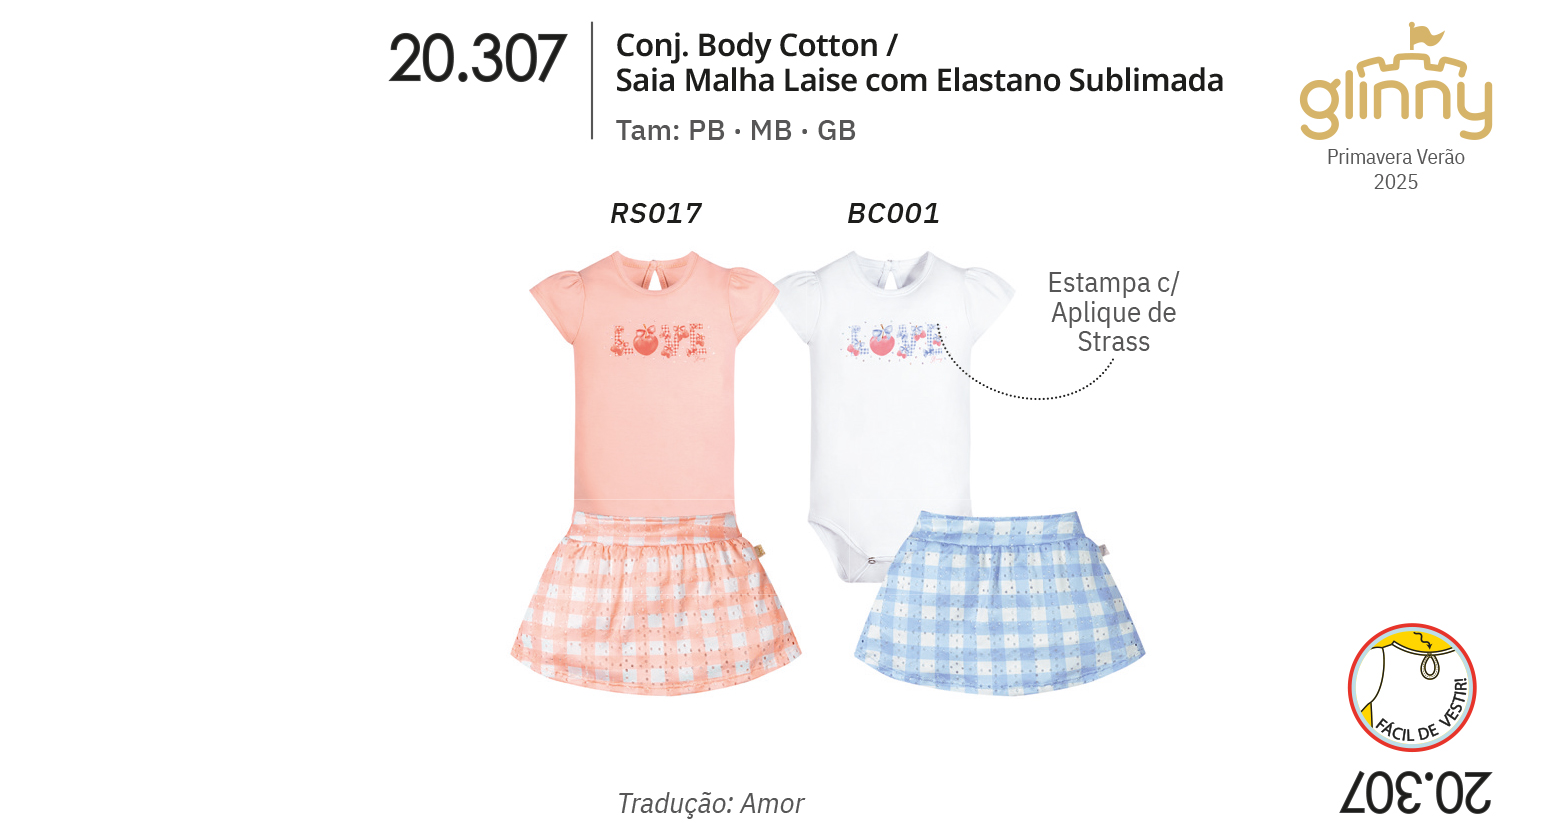 20.307
Conj. Body Cotton /
Saia Malha Laise com Elastano Sublimada
Tam: PB • MB • GB
glinny
Primavera Verão
2025
RS017
BC001
LOVE
LOVE
Estampa c/
Aplique de
Strass
FÁCIL DE VESTIR!
20.307
Tradução: Amor